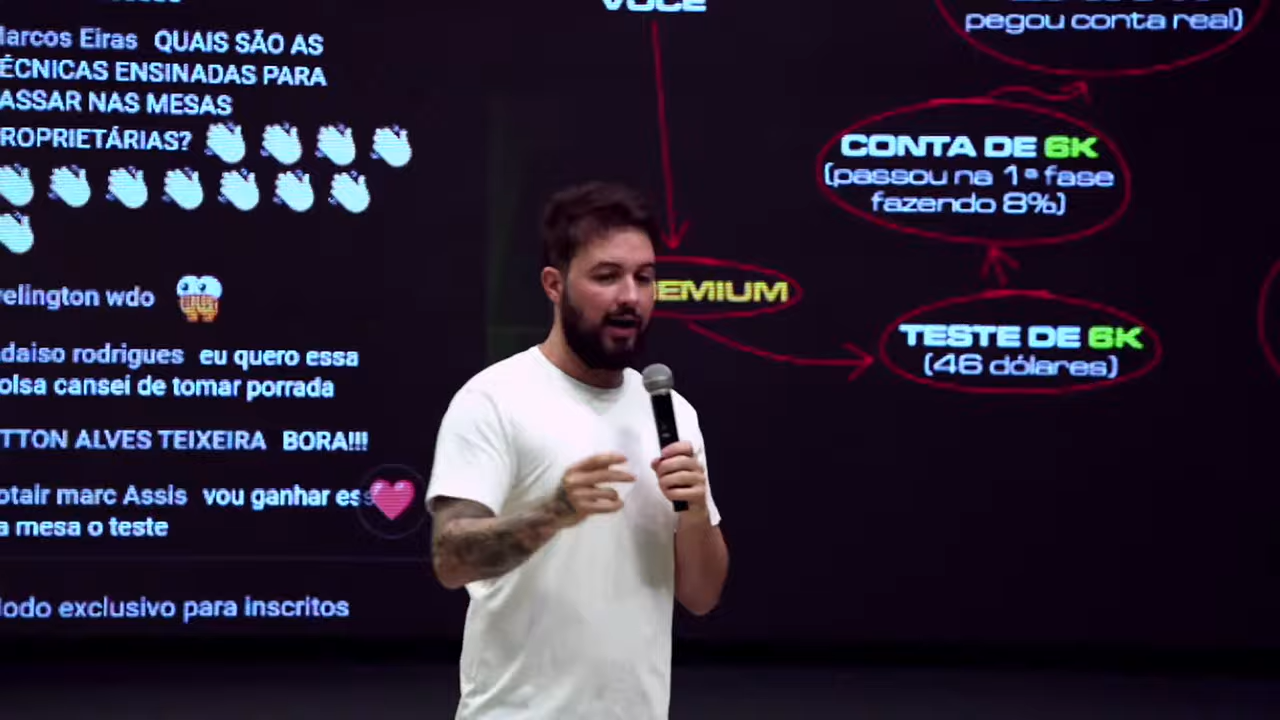 Marcos Eiras QUAIS SÃO AS
ÉCNICAS ENSINADAS PARA
ASSAR NAS MESAS
ROPRIETÁRIAS?
elington wdo
daiso rodrigues eu quero essa
olsa cansei de tomar porrada
TTON ALVES TEIXEIRA BORA!!!
otair marc Assis vou ganhar ess
a mesa o teste
odo exclusivo para inscritos
VOCÊ
EMIUM
pegou conta real)
CONTA DE 6K
(passou na 1ª fase
fazendo 8%)
TESTE DE 6K
(46 dólares)